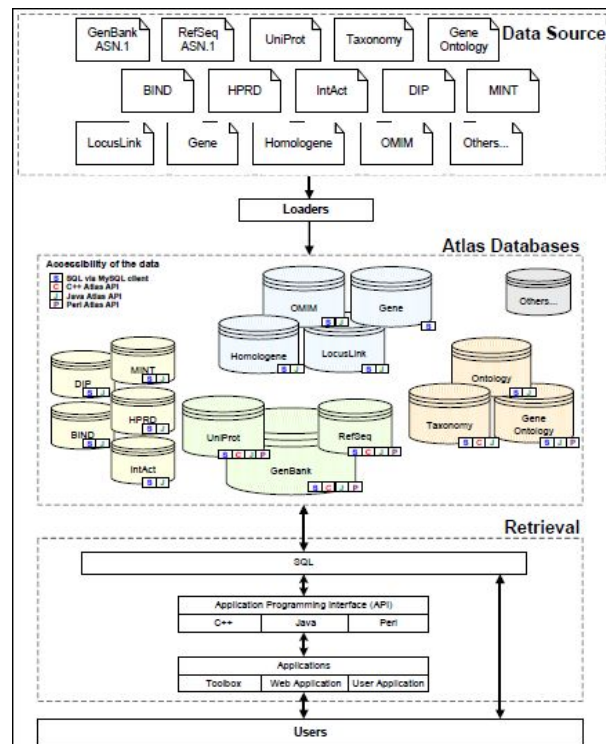 GenBank
ASN.1
RefSeq
ASN.1
UniProt
Taxonomy
Gene
Ontology
Data Source
BIND
HPRD
IntAct
DIP
MINT
LocusLink
Gene
Homologene
OMIM
Others...
Loaders
Atlas Databases
Accessibility of the data
S SQL via MySQL client
C C++ Atlas API
J Java Atlas API
P Perl Atlas API
OMIM
S J
Gene
S
Others...
Homologene
S J
LocusLink
S J
DIP
S J
MINT
S J
BIND
S J
HPRD
S J
IntAct
S J
UniProt
S C J P
RefSeq
S C J P
GenBank
S C J P
Ontology
S J
Taxonomy
S C J
Gene
Ontology
S J P
Retrieval
SQL
Application Programming Interface (API)
C++ Java Perl
Applications
Toolbox Web Application User Application
Users